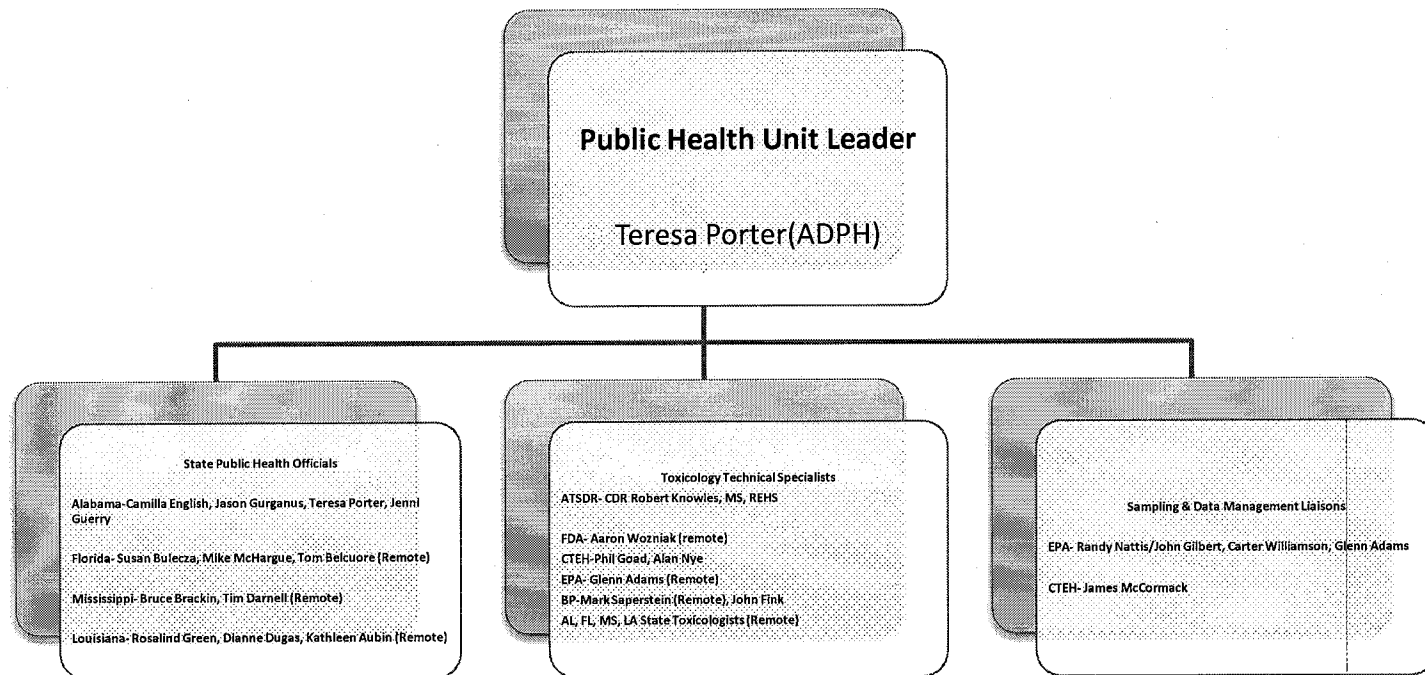 Public Health Unit Leader
Teresa Porter(ADPH)
State Public Health Officials
Alabama-Camilla English, Jason Gurganus, Teresa Porter, Jenni
Guerry
Florida- Susan Bulecza, Mike McHargue, Tom Belcuore (Remote)
Mississippi- Bruce Brackin, Tim Darnell (Remote)
Louisiana- Rosalind Green, Dianne Dugas, Kathleen Aubin (Remote)
Toxicology Technical Specialists
ATSDR- CDR Robert Knowles, MS, REHS
FDA- Aaron Wozniak (remote)
CTEH-Phil Goad, Alan Nye
EPA- Glenn Adams (Remote)
BP-Mark Saperstein (Remote), John Fink
AL, FL, MS, LA State Toxicologists (Remote)
Sampling & Data Management Liaisons
EPA- Randy Nattis/John Gilbert, Carter Williamson, Glenn Adams
CTEH- James McCormack